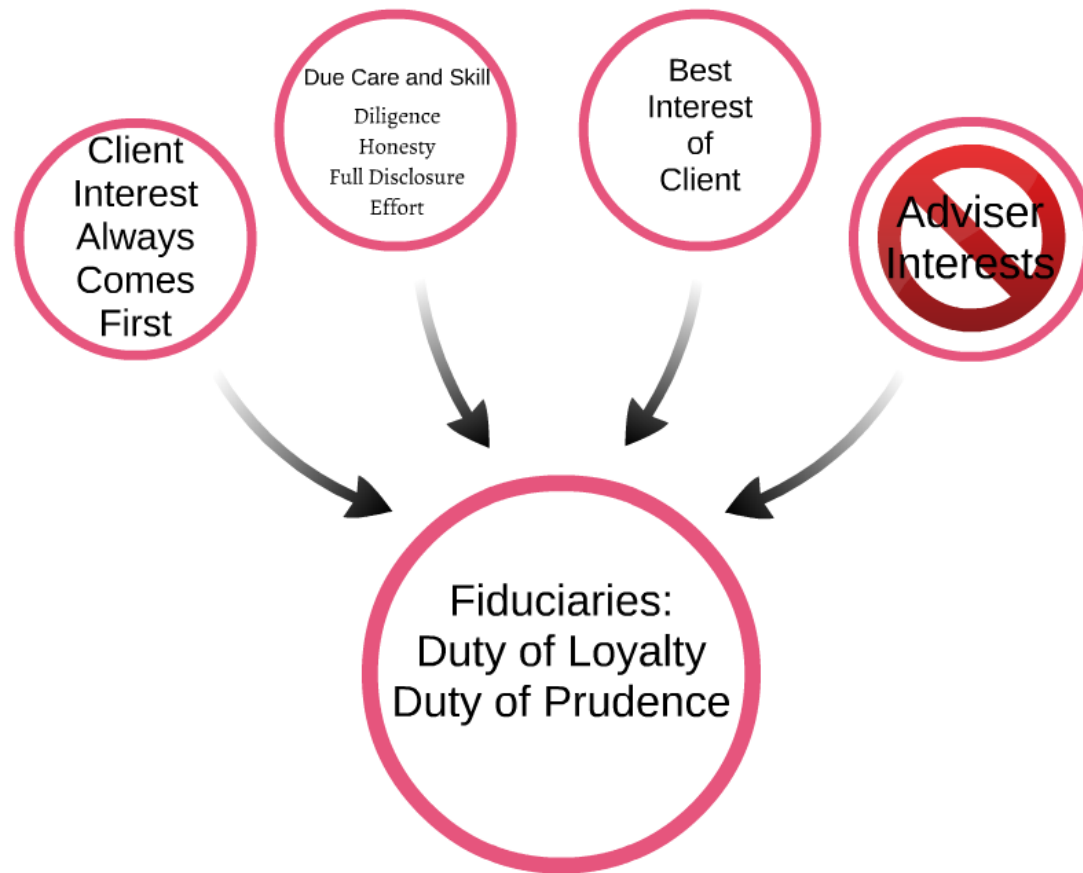 Client
Interest
Always
Comes
First
Due Care and Skill
Diligence
Honesty
Full Disclosure
Effort
Best
Interest
of
Client
Adviser
Interests
Fiduciaries:
Duty of Loyalty
Duty of Prudence